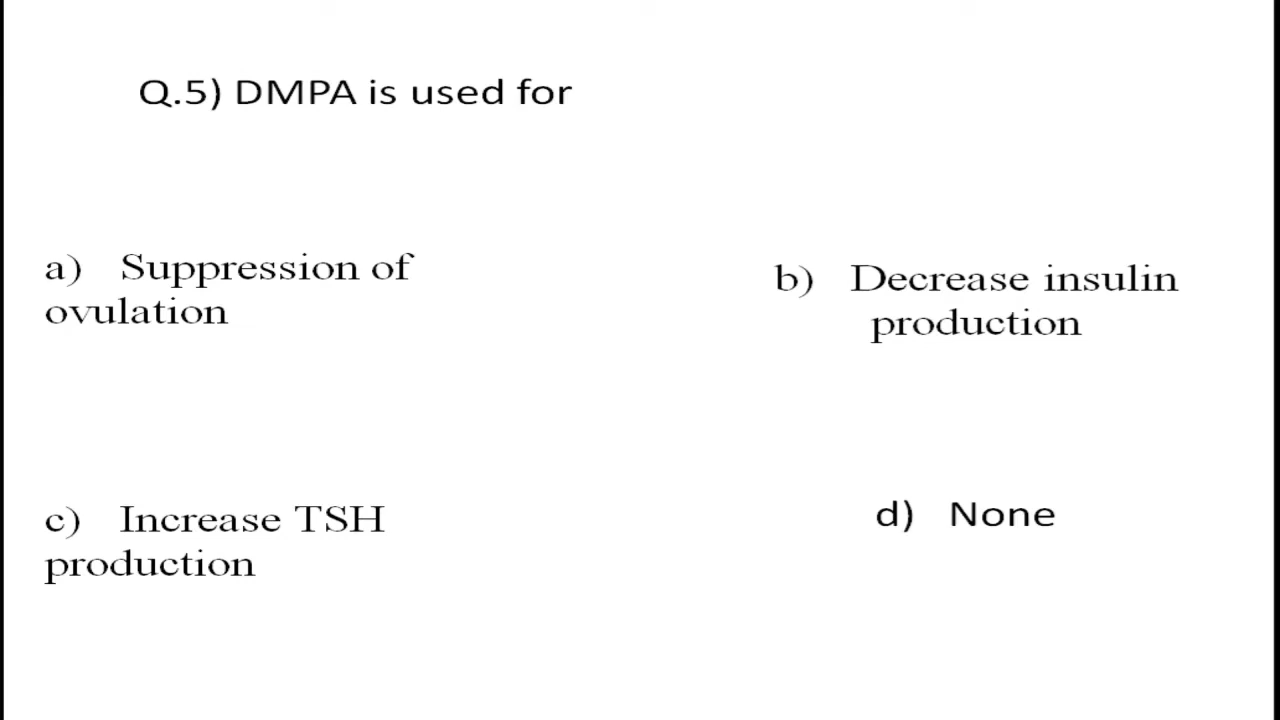 Q.5) DMPA is used for
a) Suppression of
ovulation
b) Decrease insulin
production
c) Increase TSH
production
d) None